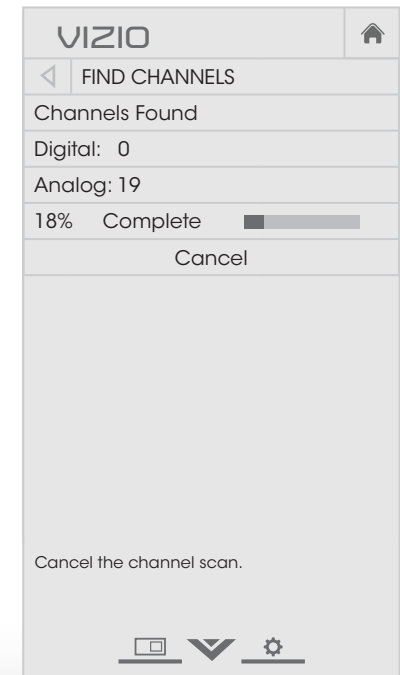 VIZIO
FIND CHANNELS
Channels Found
Digital: 0
Analog: 19
18% Complete
Cancel
Cancel the channel scan.